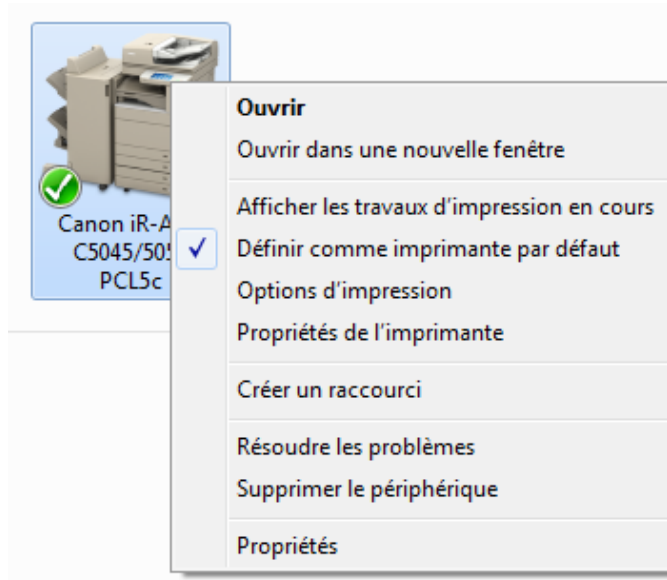 Canon iR-A
C5045/505
PCL5c
Ouvrir
Ouvrir dans une nouvelle fenêtre
Afficher les travaux d'impression en cours
Définir comme imprimante par défaut
Options d'impression
Propriétés de l'imprimante
Créer un raccourci
Résoudre les problèmes
Supprimer le périphérique
Propriétés